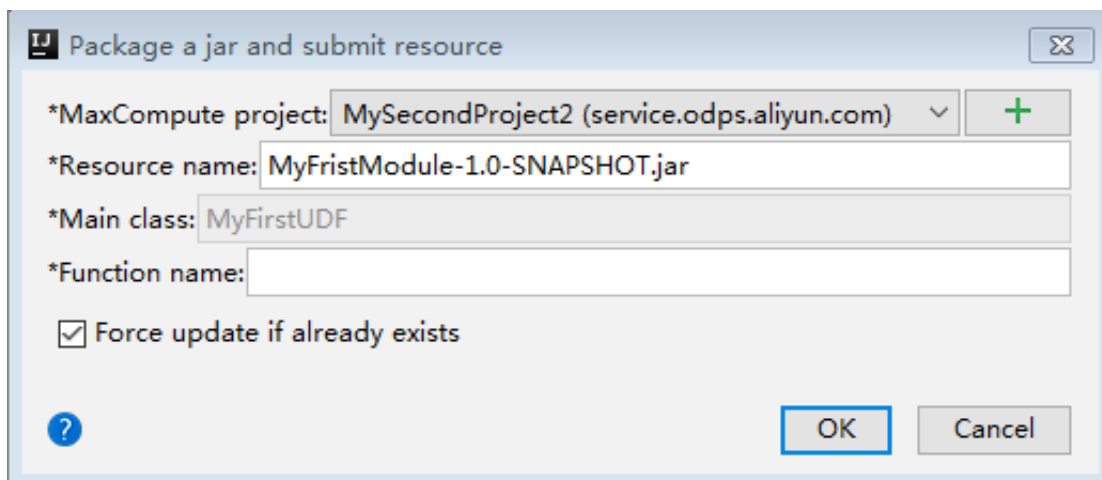 Package a jar and submit resource
*MaxCompute project: MySecondProject2 (service.odps.aliyun.com)
*Resource name: MyFristModule-1.0-SNAPSHOT.jar
*Main class: MyFirstUDF
*Function name:
Force update if already exists
? OK Cancel